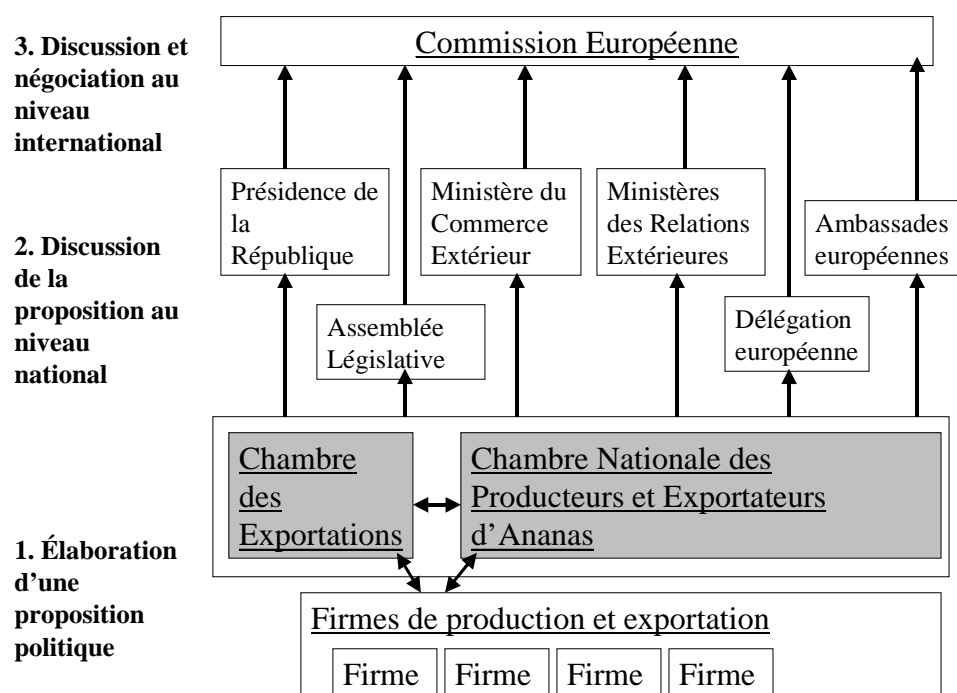 3. Discussion et
négociation au
niveau
international
Commission Européenne
Présidence de
la
République
Ministère du
Commerce
Extérieur
Ministères
des Relations
Extérieures
Ambassades
européennes
2. Discussion
de la
proposition au
niveau
national
Assemblée
Législative
Délégation
européenne
Chambre
des
Exportations
Chambre Nationale des
Producteurs et Exportateurs
d’Ananas
1. Élaboration
d’une
proposition
politique
Firmes de production et exportation
Firme Firme Firme Firme